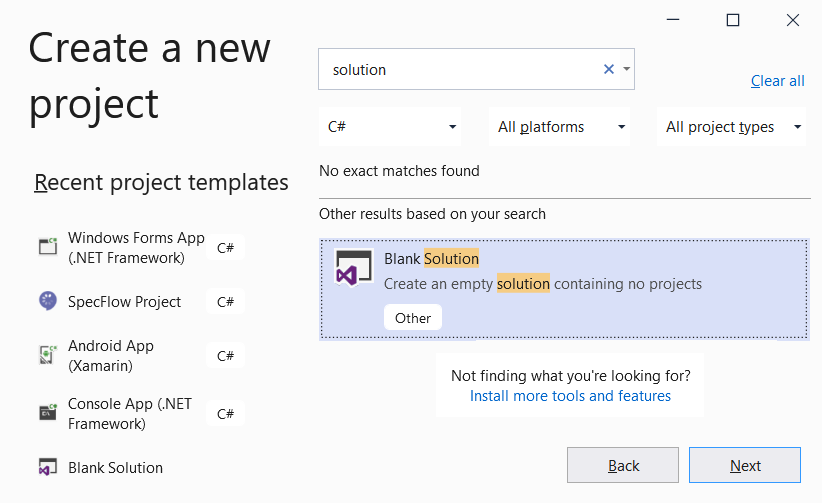 Create a new
project
Recent project templates
Windows Forms App
(.NET Framework)
C#
SpecFlow Project
C#
Android App
(Xamarin)
C#
Console App (.NET
Framework)
C#
Blank Solution
solution
Clear all
C#
All platforms
All project types
No exact matches found
Other results based on your search
Blank Solution
Create an empty solution containing no projects
Other
Not finding what you're looking for?
Install more tools and features
Back
Next